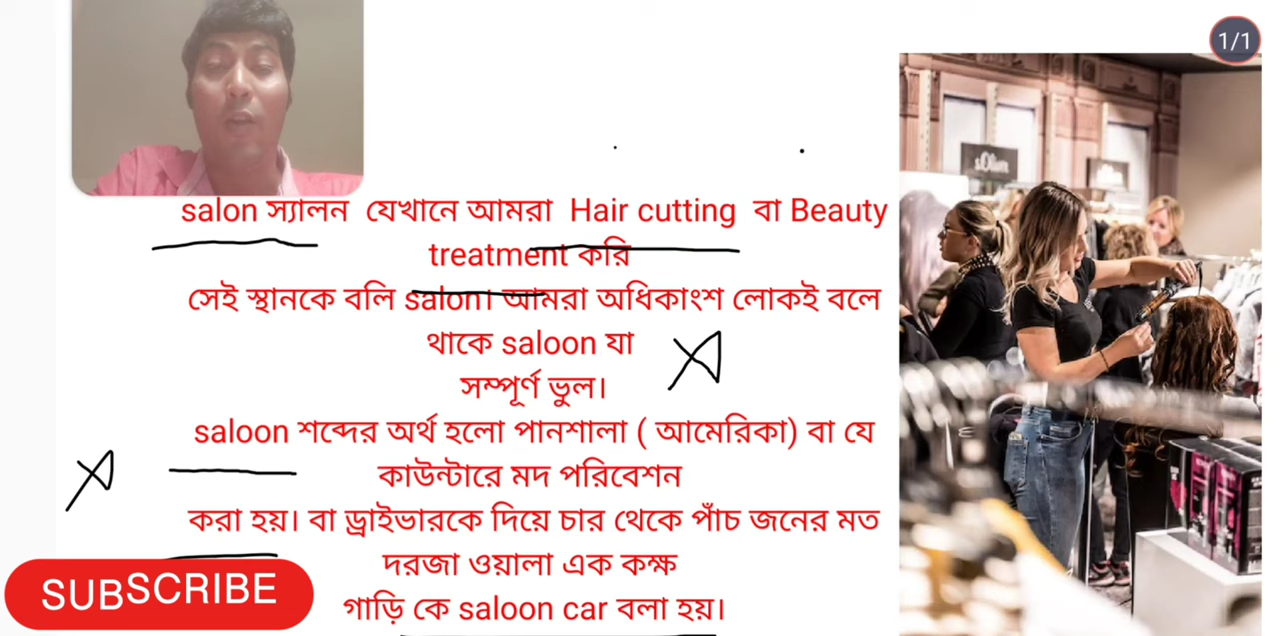 1/1
s.Oliver
salon স্যালন যেখানে আমরা Hair cutting বা Beauty
treatment করি
সেই স্থানকে বলি salon। আমরা অধিকাংশ লোকই বলে
থাকে saloon যা
সম্পূর্ণ ভুল।
saloon শব্দের অর্থ হলো পানশালা ( আমেরিকা) বা যে
কাউন্টারে মদ পরিবেশন
করা হয়। বা ড্রাইভারকে দিয়ে চার থেকে পাঁচ জনের মত
দরজা ওয়ালা এক কক্ষ
গাড়ি কে saloon car বলা হয়।
SUBSCRIBE